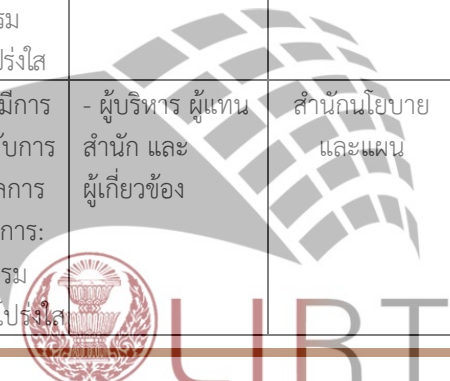 รม
ปร่งใส
มีการ
- ผู้บริหาร ผู้แทน
สำนัก และ
ผู้เกี่ยวข้อง
สำนักนโยบาย
และแผน
บการ
การ
การ:
รม
ปร่งใส
LIRT